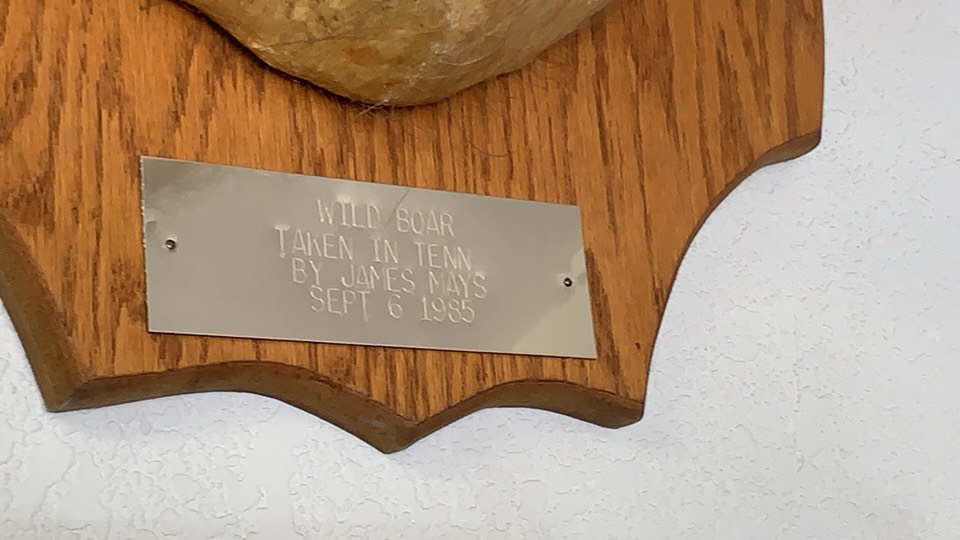 WILD BOAR
TAKEN IN TENN.
BY JAMES MAYS
SEPT 6 1985